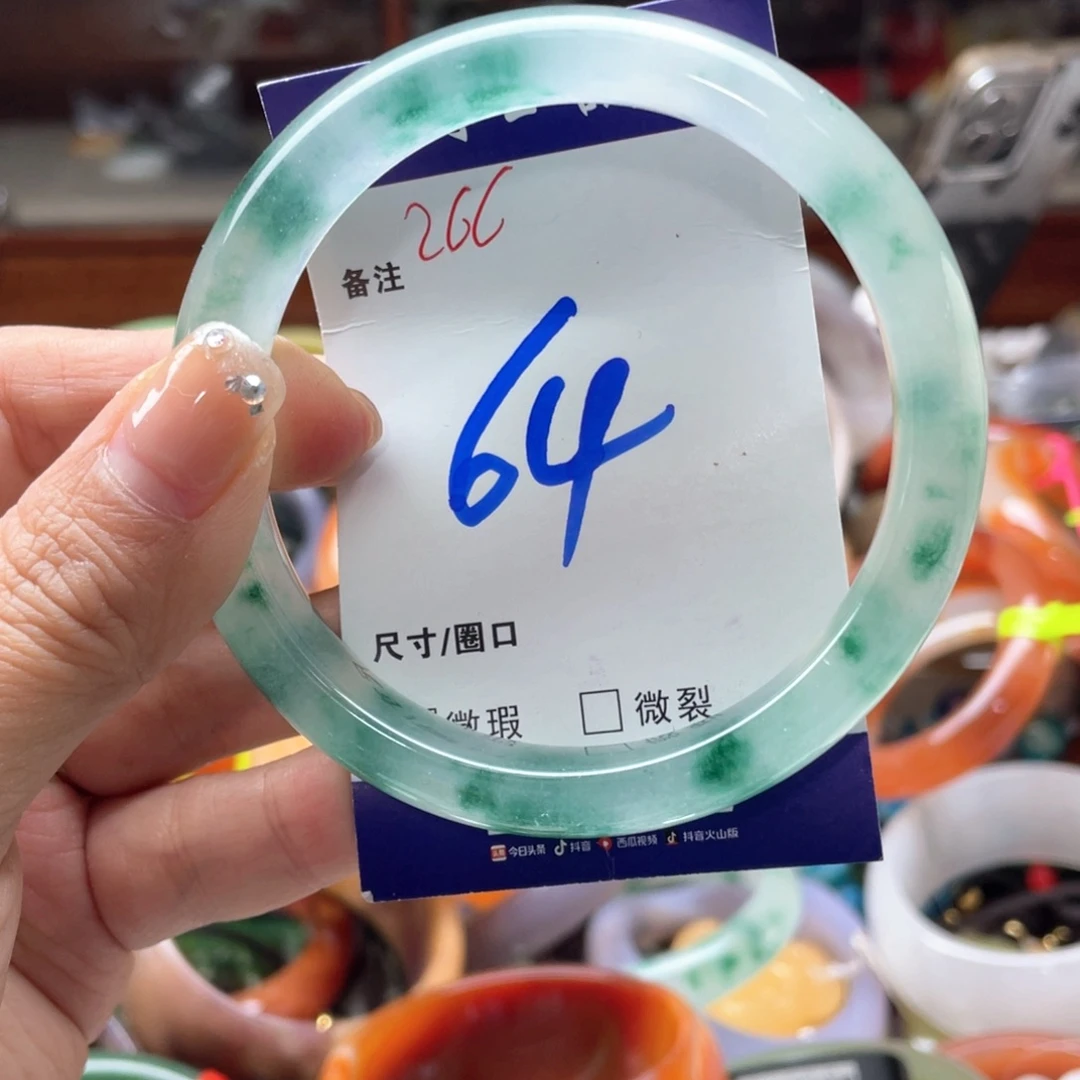 266
备注
64
尺寸/圈口
微瑕
微裂
今日头条 抖音 西瓜视频 抖音火山版